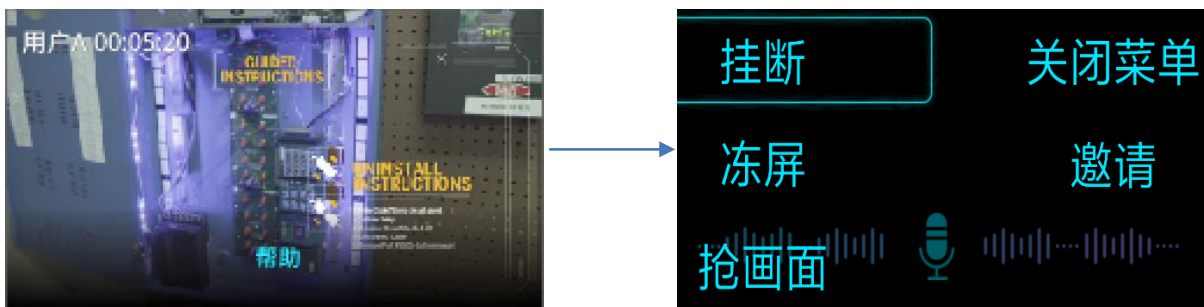 用户A 00:05:20
GUIDED
INSTRUCTIONS
UNINSTALL
INSTRUCTIONS
帮助
挂断
关闭菜单
冻屏
邀请
抢画面